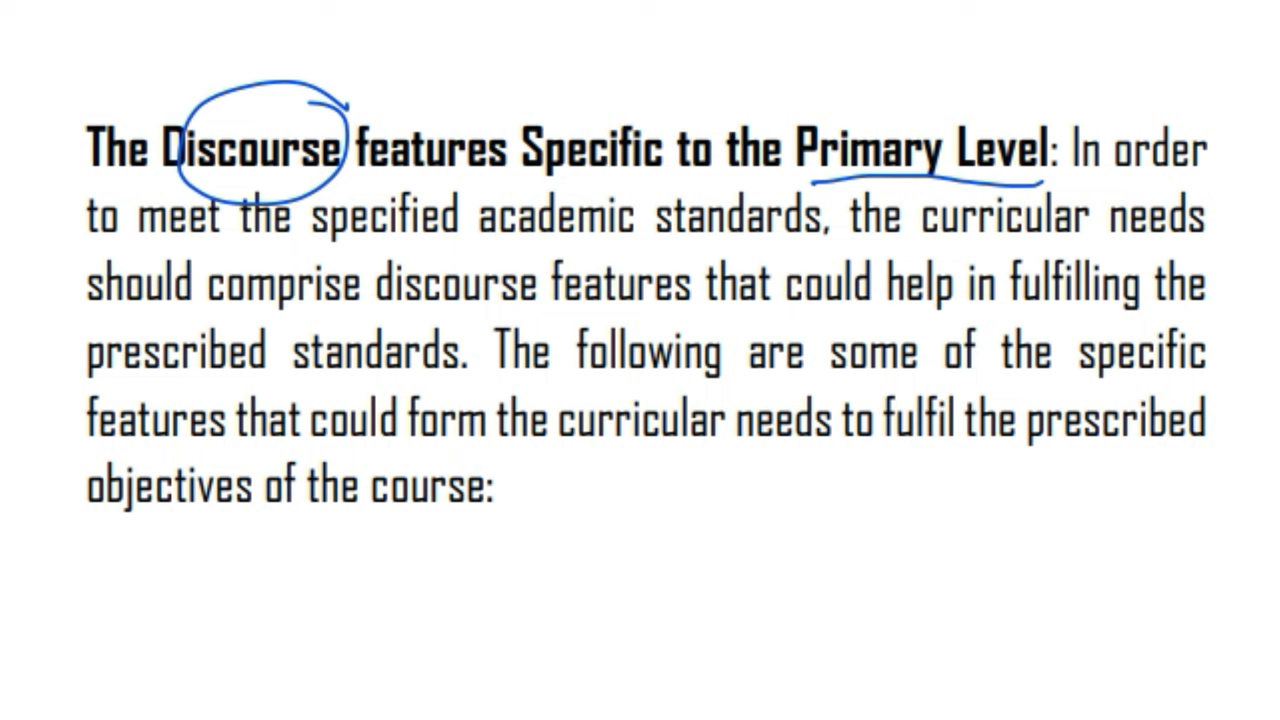 The Discourse features Specific to the Primary Level: In order
to meet the specified academic standards, the curricular needs
should comprise discourse features that could help in fulfilling the
prescribed standards. The following are some of the specific
features that could form the curricular needs to fulfil the prescribed
objectives of the course: